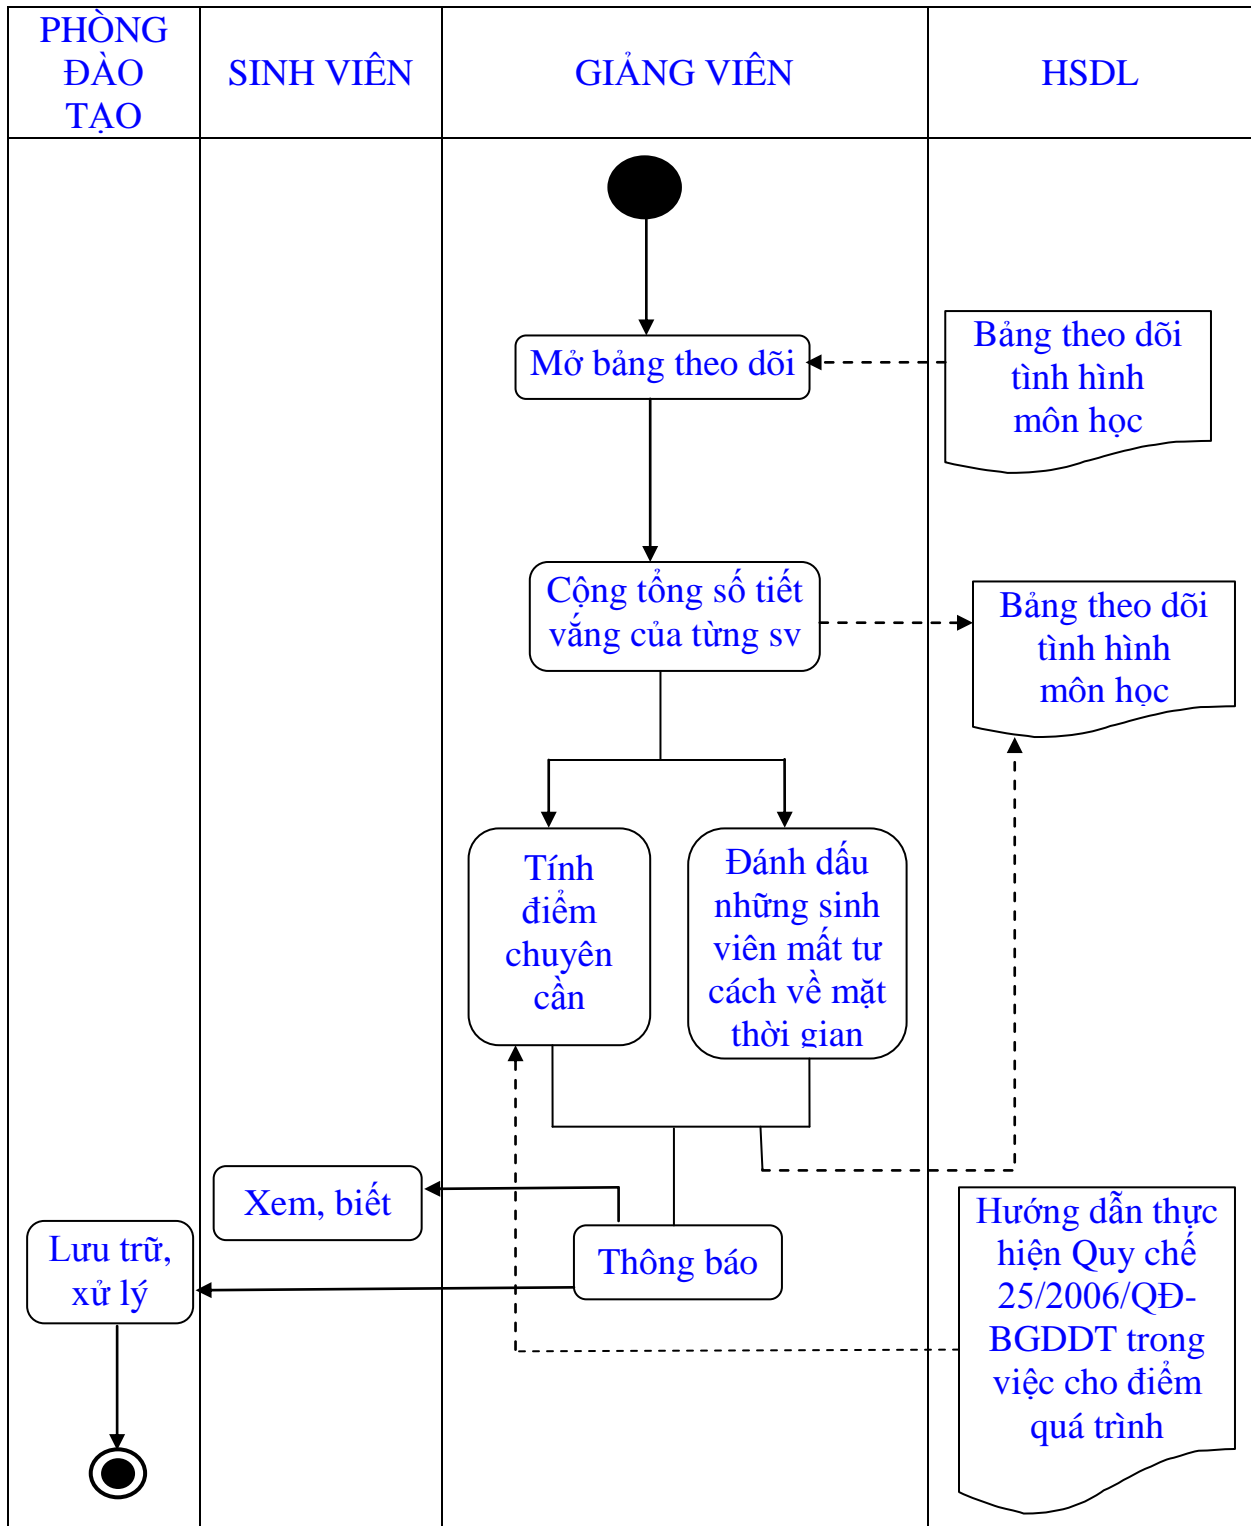 PHÒNG
ĐÀO
TẠO
SINH VIÊN
GIẢNG VIÊN
HSDL
Mở bảng theo dõi
Bảng theo dõi
tình hình
môn học
Cộng tổng số tiết
vắng của từng sv
Bảng theo dõi
tình hình
môn học
Tính
điểm
chuyên
cần
Đánh dấu
những sinh
viên mất tư
cách về mặt
thời gian
Xem, biết
Lưu trữ,
xử lý
Thông báo
Hướng dẫn thực
hiện Quy chế
25/2006/QĐ-
BGDDT trong
việc cho điểm
quá trình